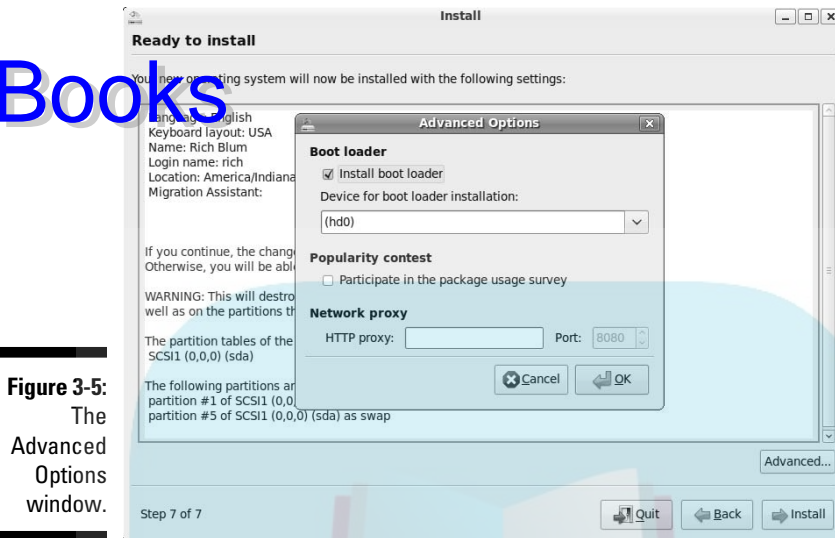 Install
Ready to install
Your new operating system will now be installed with the following settings:
Books
Language: English
Keyboard layout: USA
Name: Rich Blum
Login name: rich
Location: America/Indiana
Migration Assistant:
If you continue, the chang
Otherwise, you will be abl
WARNING: This will destro
well as on the partitions th
The partition tables of the
SCSI1 (0,0,0) (sda)
The following partitions ar
partition #1 of SCSI1 (0,0,
partition #5 of SCSI1 (0,0,0) (sda) as swap
Advanced Options
Boot loader
Install boot loader
Device for boot loader installation:
(hd0)
Popularity contest
Participate in the package usage survey
Network proxy
HTTP proxy: Port: 8080
Cancel OK
Advanced...
Step 7 of 7 Quit Back Install
Figure 3-5:
The
Advanced
Options
window.